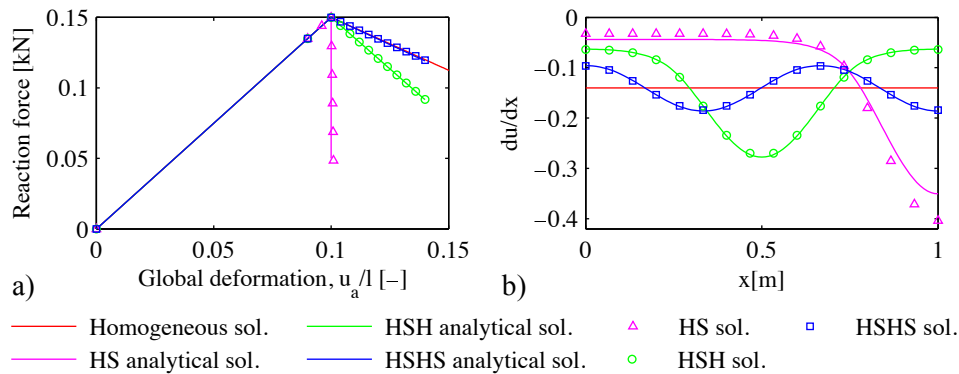 0.15
0.1
0.05
0
Reaction force [kN]
0
0.05
0.1
0.15
Global deformation, u_a/l [–]
a)
0
−0.1
−0.2
−0.3
−0.4
du/dx
0
0.5
1
x[m]
b)
Homogeneous sol.
HSH analytical sol.
HS sol.
HSHS sol.
HS analytical sol.
HSHS analytical sol.
HSH sol.